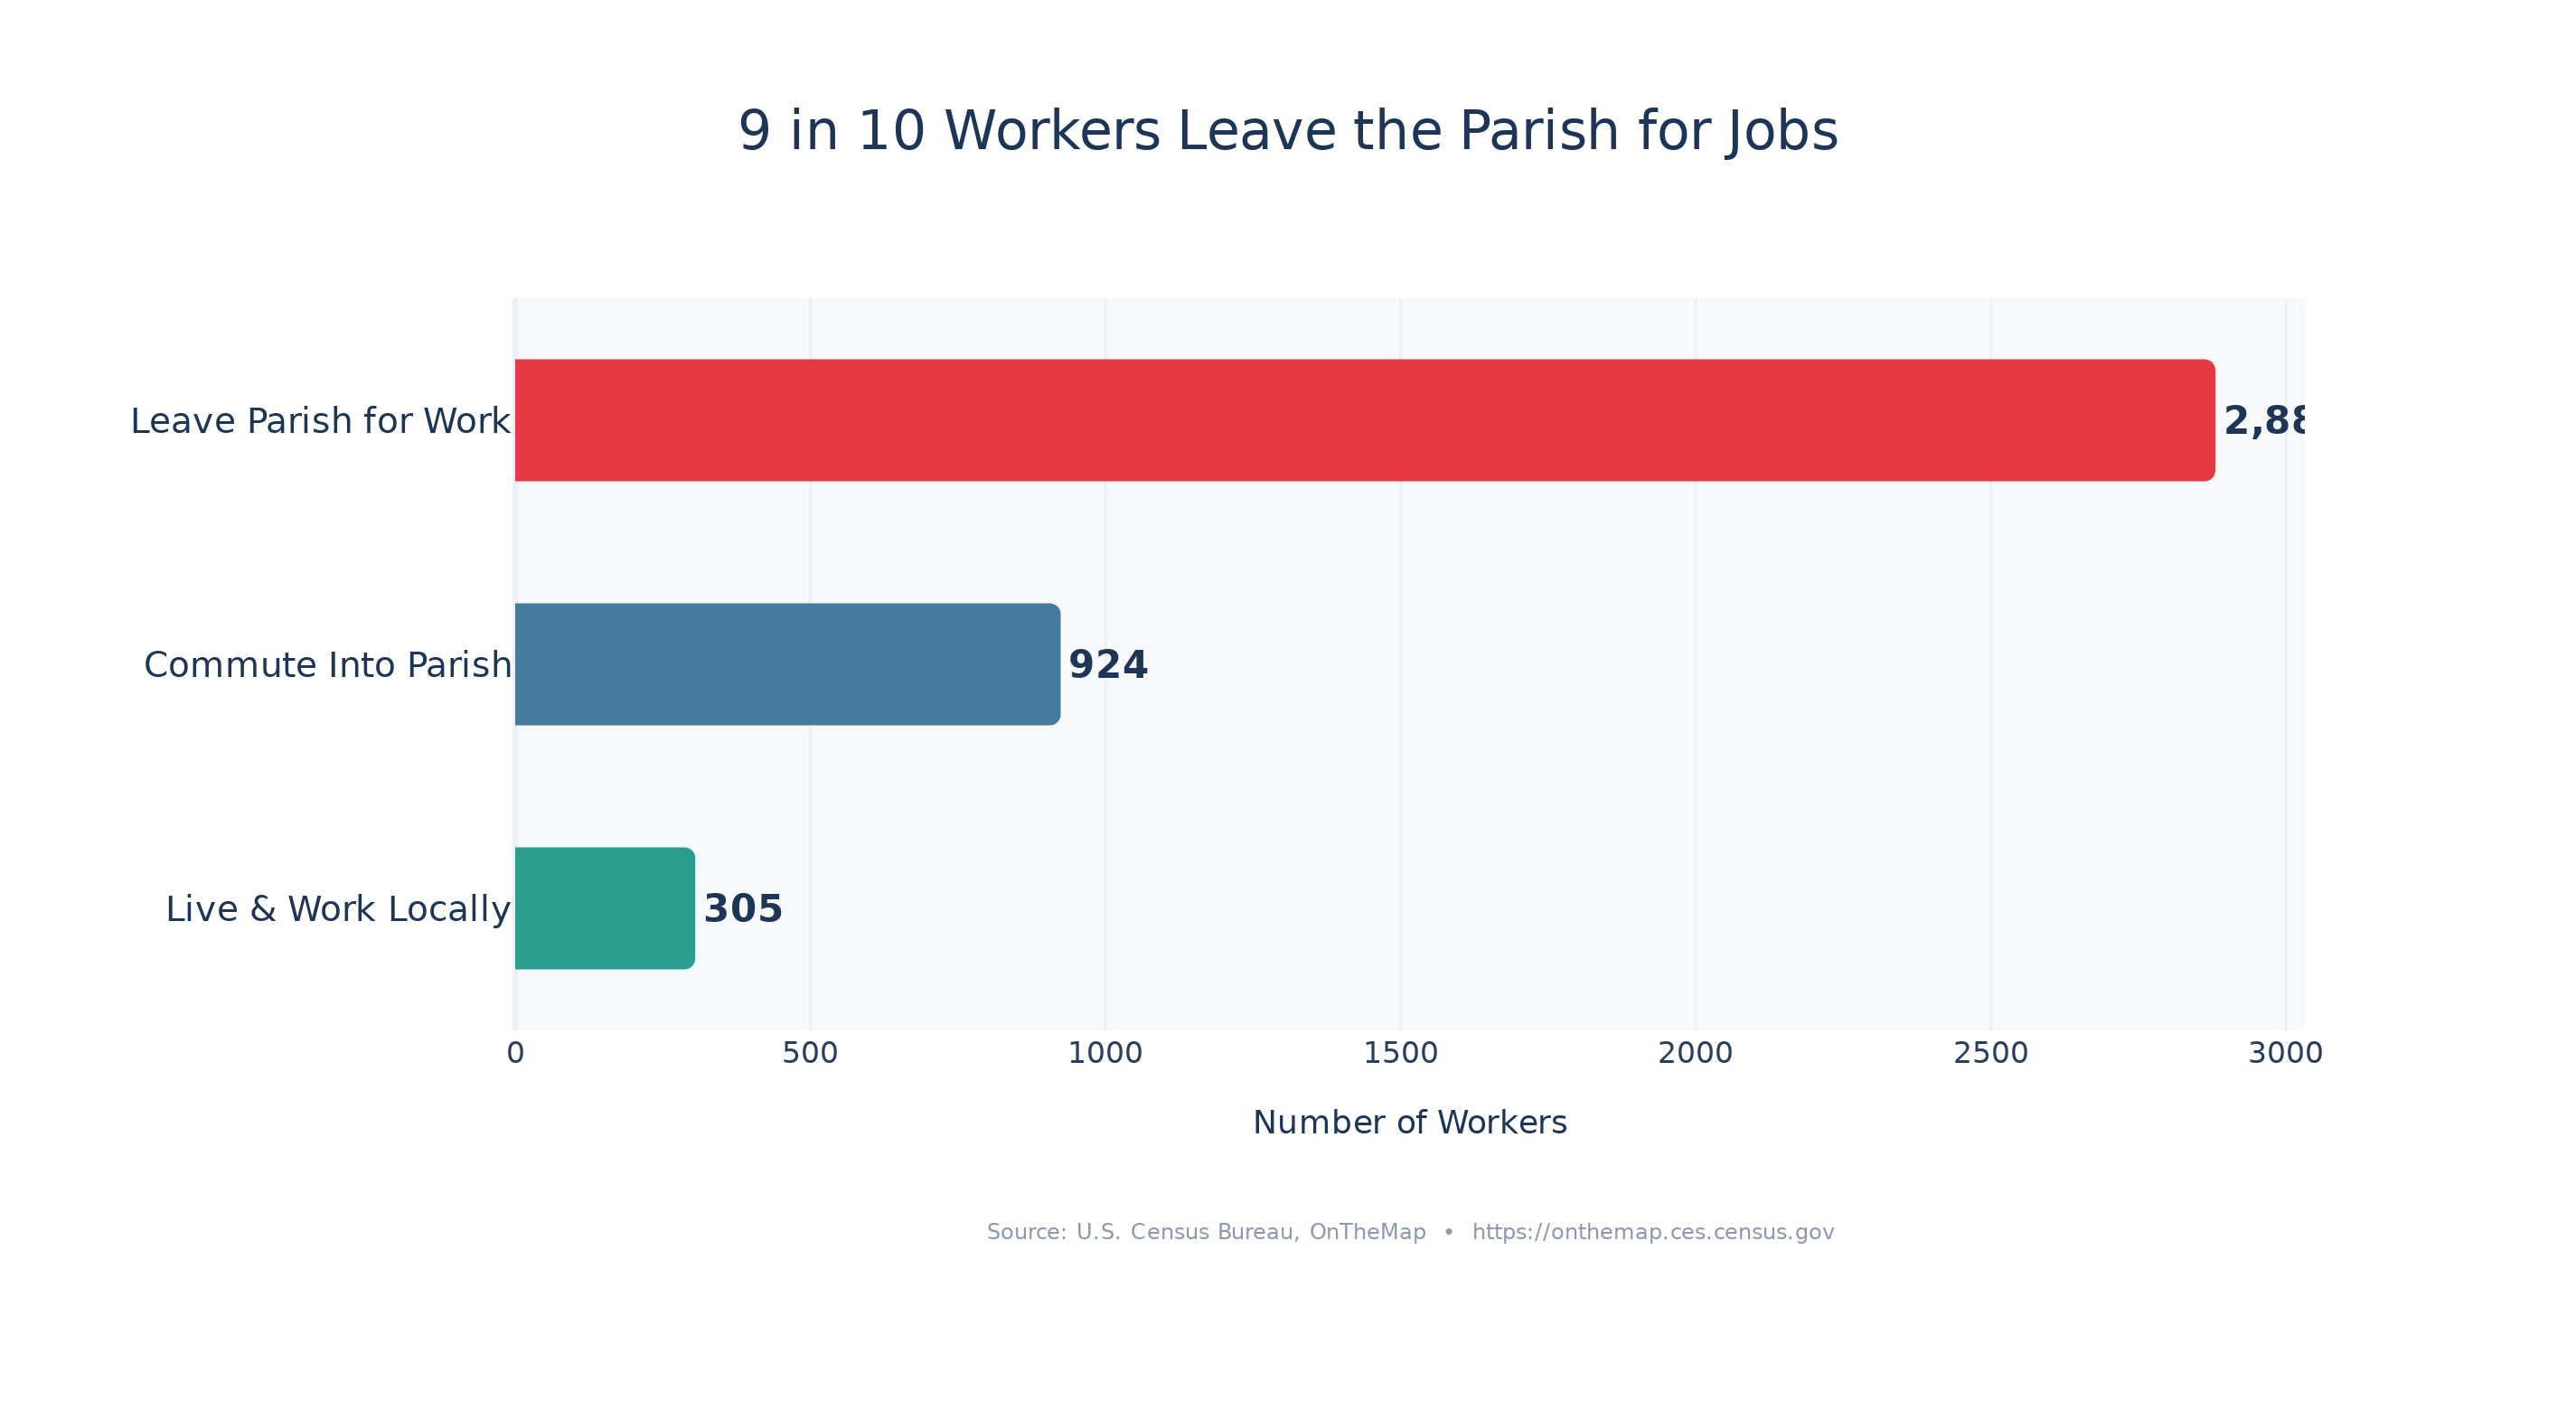 9 in 10 Workers Leave the Parish for Jobs
Leave Parish for Work
Commute Into Parish 924
Live & Work Locally 305
0 500 1000 1500 2000 2500 3000
Number of Workers
Source: U.S. Census Bureau, OnTheMap • https://onthemap.ces.census.gov